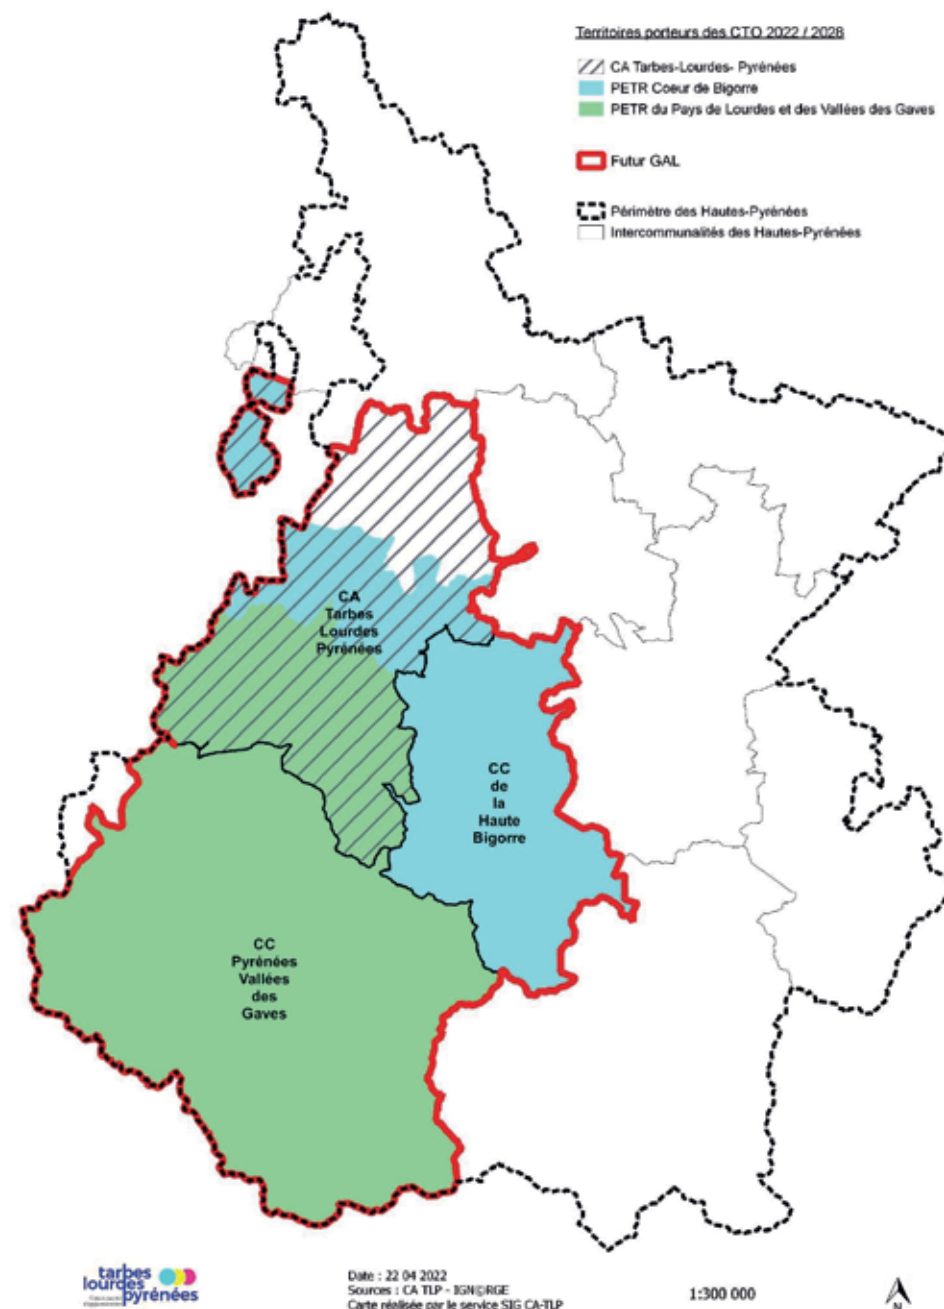 Territoires porteurs des CTO 2022 / 2028
CA Tarbes-Lourdes- Pyrénées
PETR Coeur de Bigorre
PETR du Pays de Lourdes et des Vallées des Gaves
Futur GAL
Périmètre des Hautes-Pyrénées
Intercommunalités des Hautes-Pyrénées
CA
Tarbes
Lourdes
Pyrénées
CC
de
la
Haute
Bigorre
CC
Pyrénées
Vallées
des
Gaves
tarbes
lourdes
pyrénées
Date : 22 04 2022
Sources : CA TLP - IGN©RGE
Carte réalisée par le service SIG CA-TLP
1:300 000